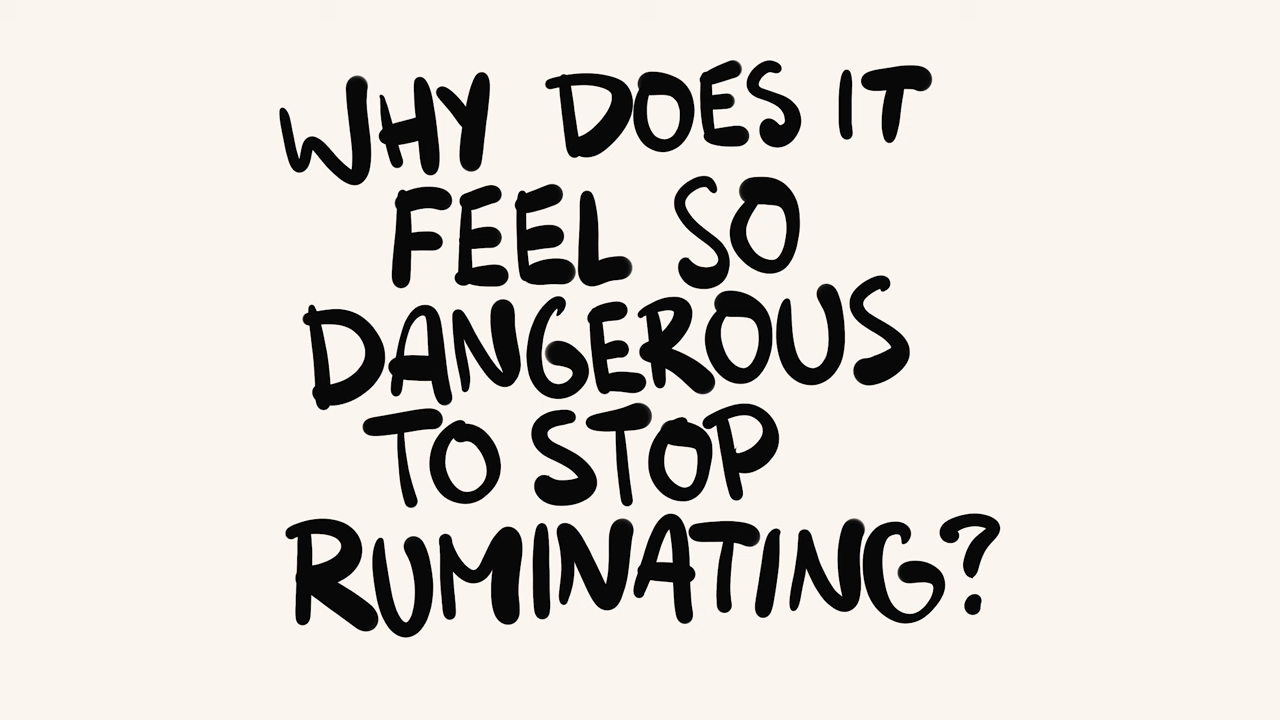 WHY DOES IT
FEEL SO
DANGEROUS
TO STOP
RUMINATING?